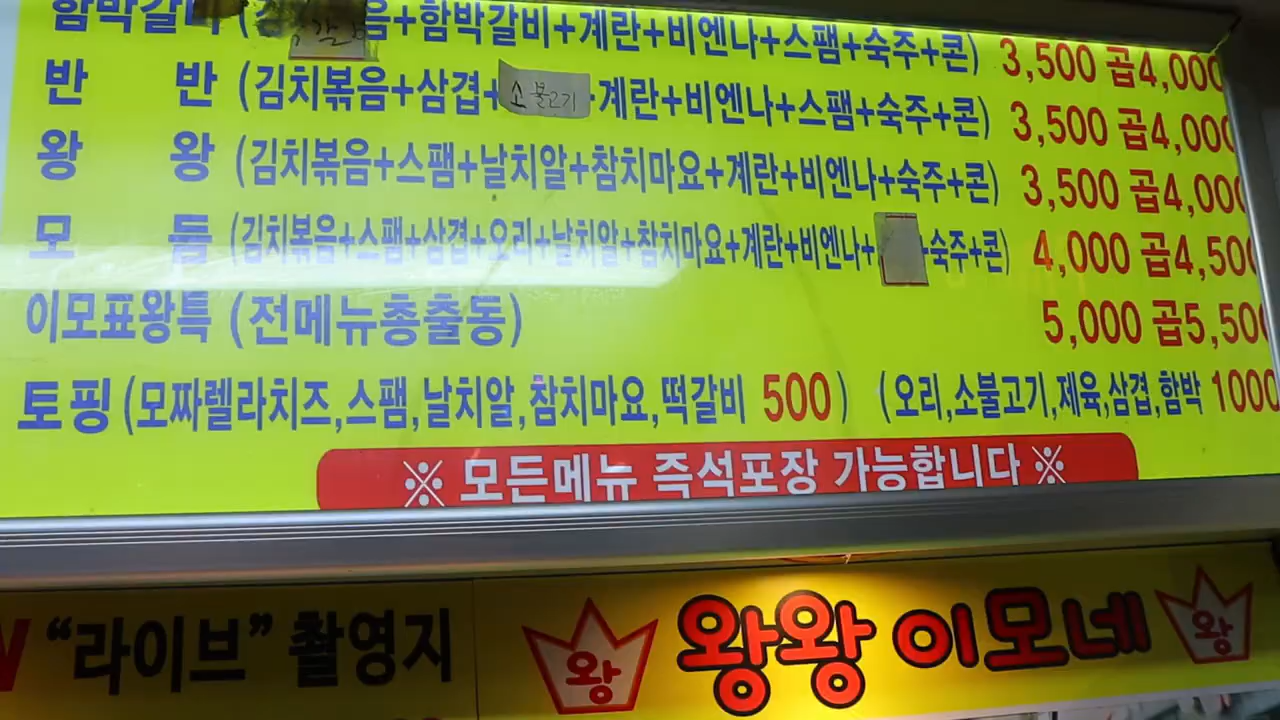 함박갈비 (김 음+함박갈비+계란+비엔나+스팸+숙주+콘) 3,500 곱4,000
반 반 (김치볶음+삼겹+소불고기+계란+비엔나+스팸+숙주+콘) 3,500 곱4,000
왕 왕 (김치볶음+스팸+날치알+참치마요+계란+비엔나+숙주+콘) 3,500 곱4,000
모 듬 (김치볶음+스팸+삼겹+오리+날치알+참치마요+계란+비엔나+ +숙주+콘) 4,000 곱4,500
이모표왕특 (전메뉴총출동) 5,000 곱5,500
토핑 (모짜렐라치즈,스팸,날치알,참치마요,떡갈비 500) (오리,소불고기,제육,삼겹,함박 1000
※ 모든메뉴 즉석포장 가능합니다 ※
“라이브” 촬영지 왕 왕왕 이모네 왕